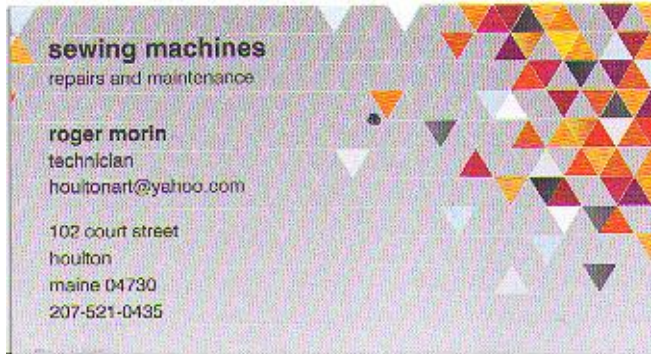 sewing machines
repairs and maintenance
roger morin
technician
houltonart@yahoo.com
102 court street
houlton
maine 04730
207-521-0435